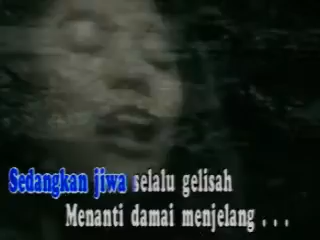 Sedangkan jiwa selalu gelisah
Menanti damai menjelang . . .